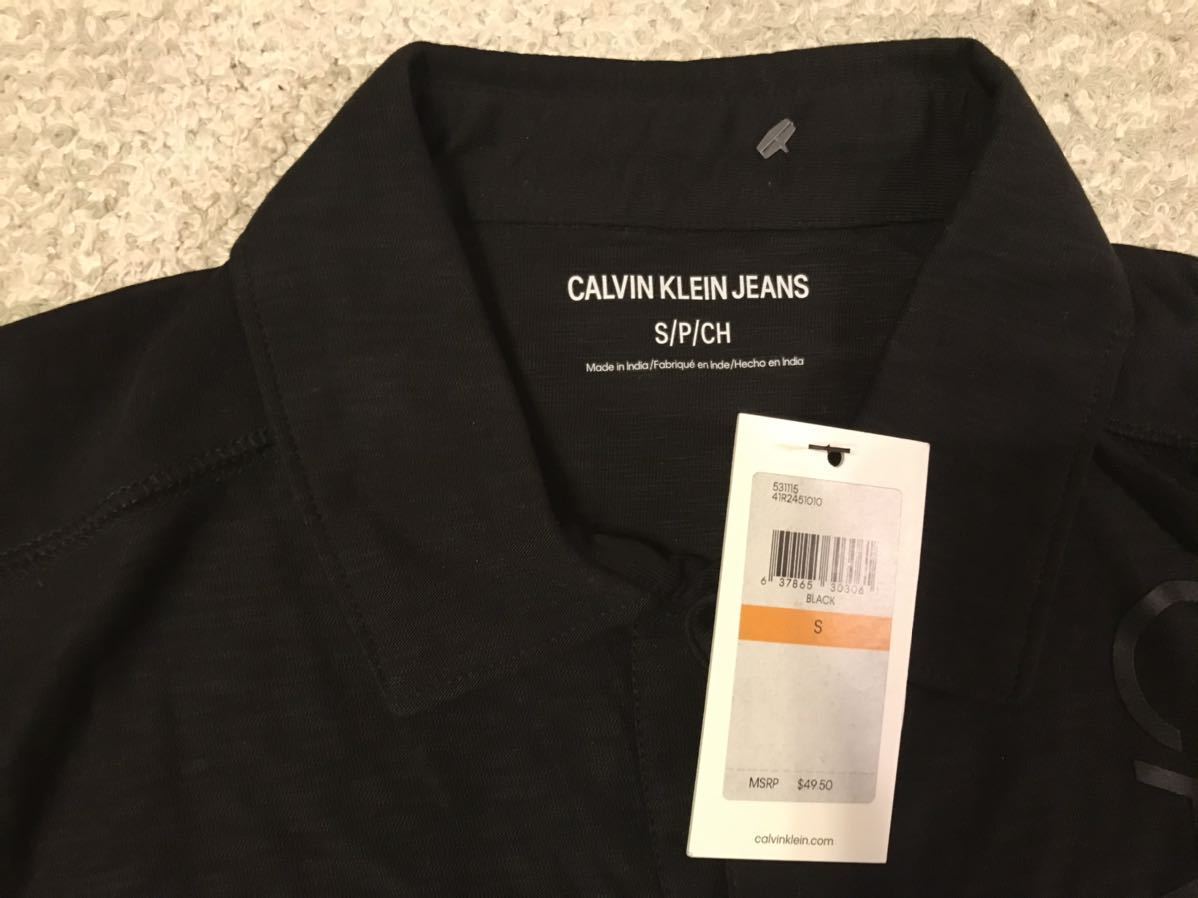 CALVIN KLEIN JEANS
S/P/CH
Made in India/Fabriqué en Inde/Hecho en India
531115
41R2451010
6 37865 30306
BLACK
S
MSRP $49.50
calvinklein.com